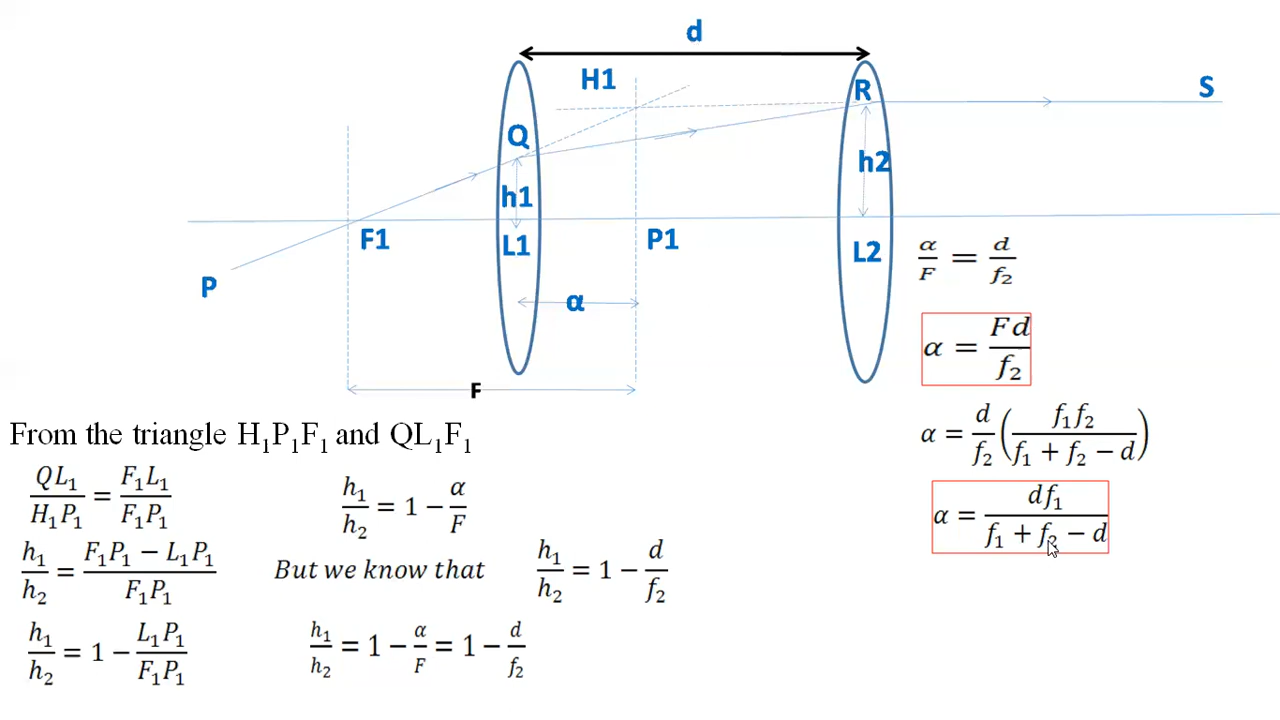 d
H1
R
S
Q
h1
h2
F1
L1
P1
L2
P
α
F
From the triangle H₁P₁F₁ and QL₁F₁
QL₁/H₁P₁ = F₁L₁/F₁P₁
h₁/h₂ = (F₁P₁ − L₁P₁)/F₁P₁
h₁/h₂ = 1 − L₁P₁/F₁P₁
h₁/h₂ = 1 − α/F
But we know that h₁/h₂ = 1 − d/f₂
h₁/h₂ = 1 − α/F = 1 − d/f₂
α/F = d/f₂
α = Fd/f₂
α = d/f₂ (f₁f₂/(f₁ + f₂ − d))
α = df₁/(f₁ + f₂ − d)